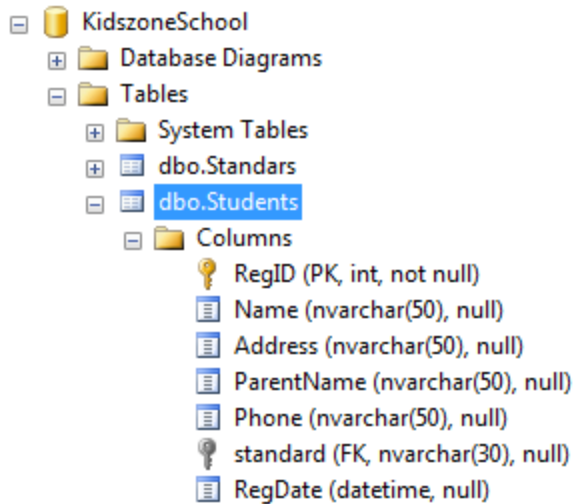 KidszoneSchool
Database Diagrams
Tables
System Tables
dbo.Standars
dbo.Students
Columns
RegID (PK, int, not null)
Name (nvarchar(50), null)
Address (nvarchar(50), null)
ParentName (nvarchar(50), null)
Phone (nvarchar(50), null)
standard (FK, nvarchar(30), null)
RegDate (datetime, null)